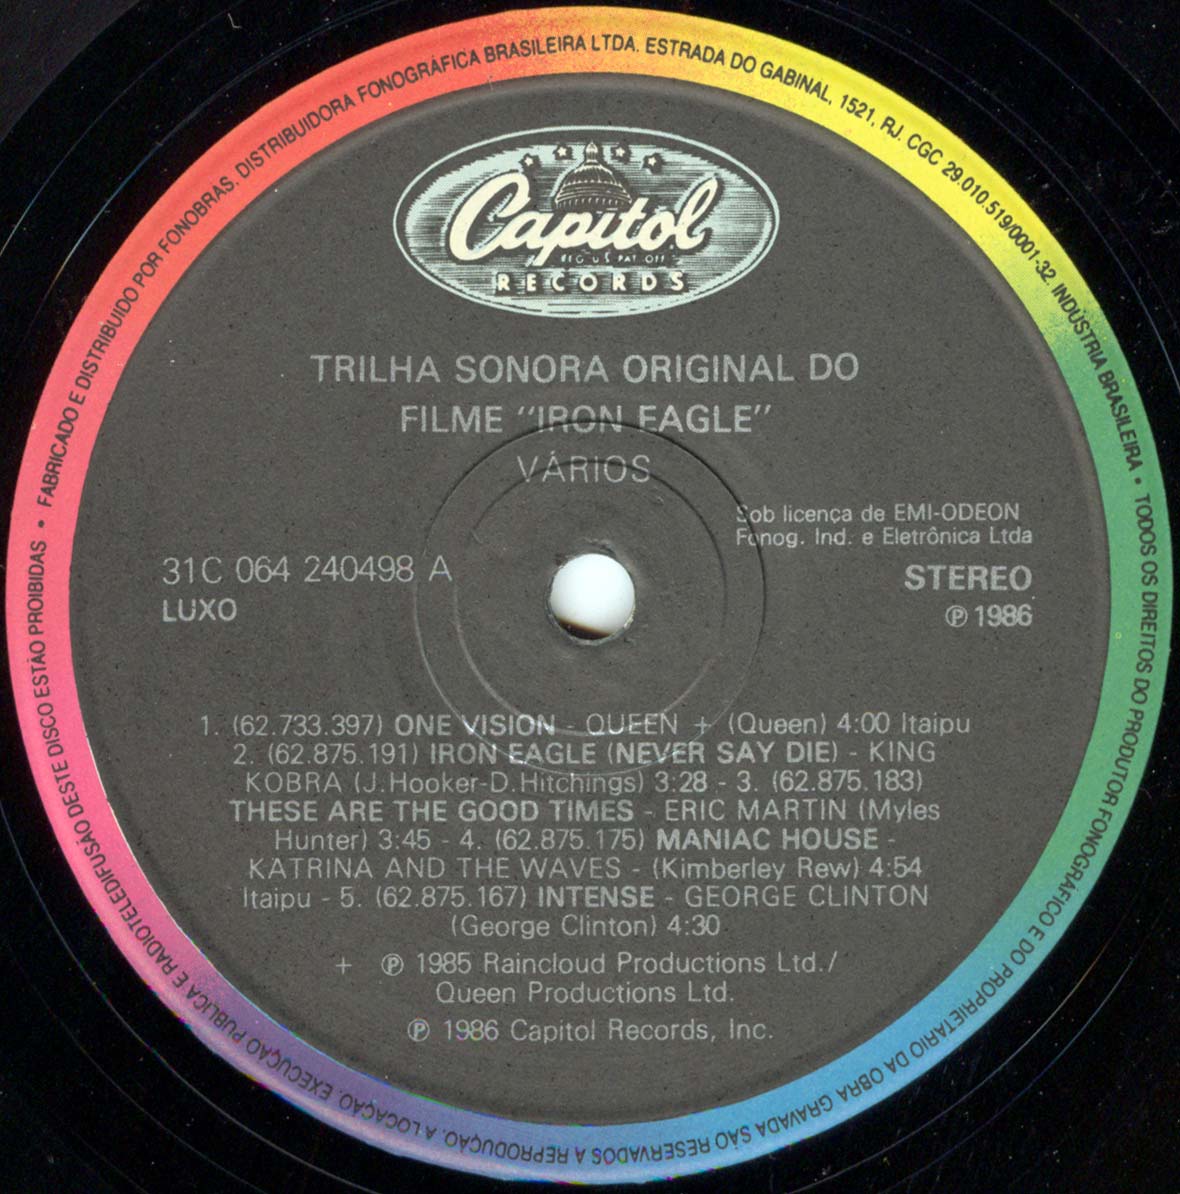 Capitol
REG. U.S. PAT. OFF.
RECORDS
TRILHA SONORA ORIGINAL DO
FILME "IRON EAGLE"
VÁRIOS
Sob licença de EMI-ODEON
Fonog. Ind. e Eletrônica Ltda
31C 064 240498 A
STEREO
LUXO
℗ 1986
1. (62.733.397) ONE VISION - QUEEN + (Queen) 4:00 Itaipu
2. (62.875.191) IRON EAGLE (NEVER SAY DIE) - KING
KOBRA (J. Hooker-D. Hitchings) 3:28 - 3. (62.875.183)
THESE ARE THE GOOD TIMES - ERIC MARTIN (Myles
Hunter) 3:45 - 4. (62.875.175) MANIAC HOUSE -
KATRINA AND THE WAVES - (Kimberley Rew) 4:54
Itaipu - 5. (62.875.167) INTENSE - GEORGE CLINTON
(George Clinton) 4:30
+ ℗ 1985 Raincloud Productions Ltd./
Queen Productions Ltd.
℗ 1986 Capitol Records, Inc.
• FABRICADO E DISTRIBUIDO POR FONOBRAS. DISTRIBUIDORA FONOGRÁFICA BRASILEIRA LTDA. ESTRADA DO GABINAL, 1521, RJ. CGC 29.010.519/0001-32. INDÚSTRIA BRASILEIRA • TODOS OS DIREITOS DO PRODUTOR FONOGRÁFICO E DO PROPRIETÁRIO DA OBRA GRAVADA SÃO RESERVADOS A REPRODUÇÃO. A LOCAÇÃO. EXECUÇÃO PUBLICA E RADIOTELEDIFUSÃO DESTE DISCO ESTÃO PROIBIDAS